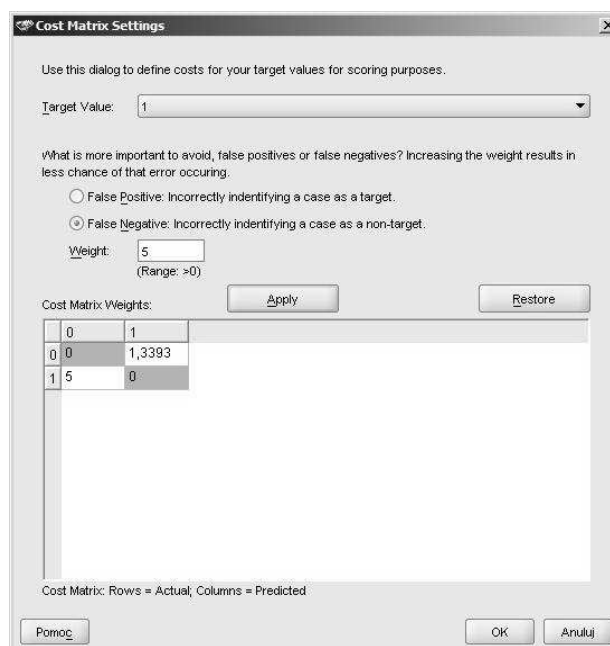 Cost Matrix Settings
Use this dialog to define costs for your target values for scoring purposes.
Target Value: 1
What is more important to avoid, false positives or false negatives? Increasing the weight results in
less chance of that error occuring.
False Positive: Incorrectly indentifying a case as a target.
False Negative: Incorrectly indentifying a case as a non-target.
Weight: 5
(Range: >0)
Cost Matrix Weights: Apply Restore
0 1
0 0 1,3393
1 5 0
Cost Matrix: Rows = Actual; Columns = Predicted
Pomoc OK Anuluj